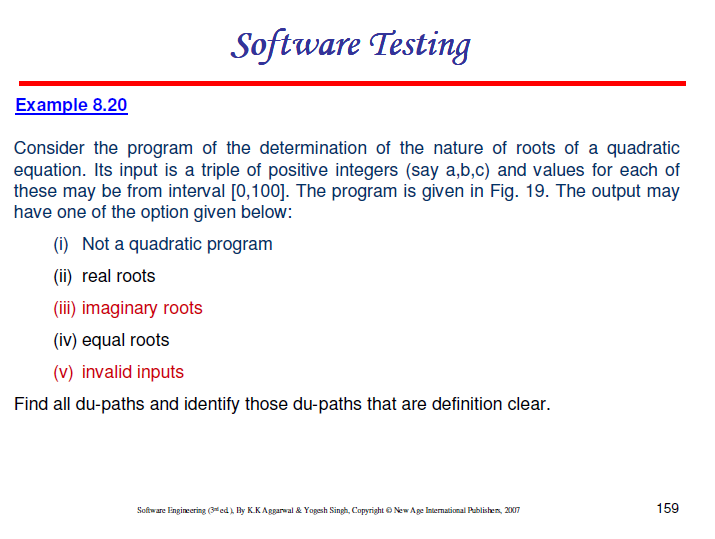 Software Testing
Example 8.20
Consider the program of the determination of the nature of roots of a quadratic
equation. Its input is a triple of positive integers (say a,b,c) and values for each of
these may be from interval [0,100]. The program is given in Fig. 19. The output may
have one of the option given below:
(i) Not a quadratic program
(ii) real roots
(iii) imaginary roots
(iv) equal roots
(v) invalid inputs
Find all du-paths and identify those du-paths that are definition clear.
Software Engineering (3rd ed.), By K.K Aggarwal & Yogesh Singh, Copyright © New Age International Publishers, 2007
159